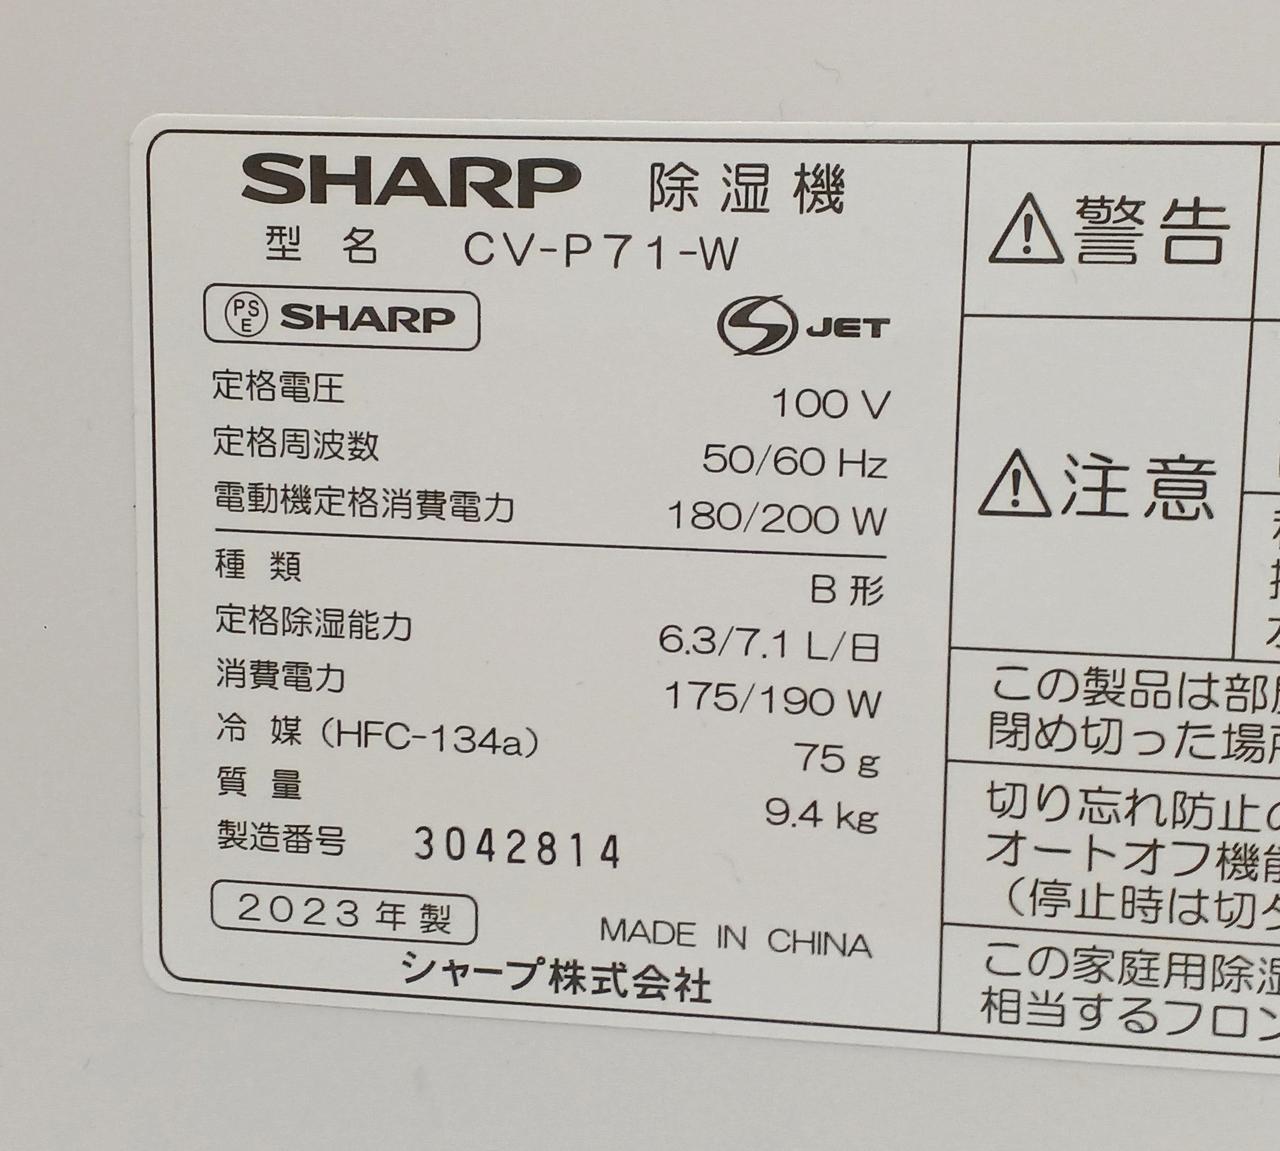 SHARP 除湿機
型名 CV-P71-W
PSE SHARP
JET
定格電圧 100 V
定格周波数 50/60 Hz
電動機定格消費電力 180/200 W
種類 B形
定格除湿能力 6.3/7.1 L/日
消費電力 175/190 W
冷媒(HFC-134a) 75 g
質量 9.4 kg
製造番号 3042814
2023年製
MADE IN CHINA
シャープ株式会社
⚠警告
⚠注意
この製品は部
閉め切った場
切り忘れ防止
オートオフ機
(停止時は切
この家庭用除
相当するフロン